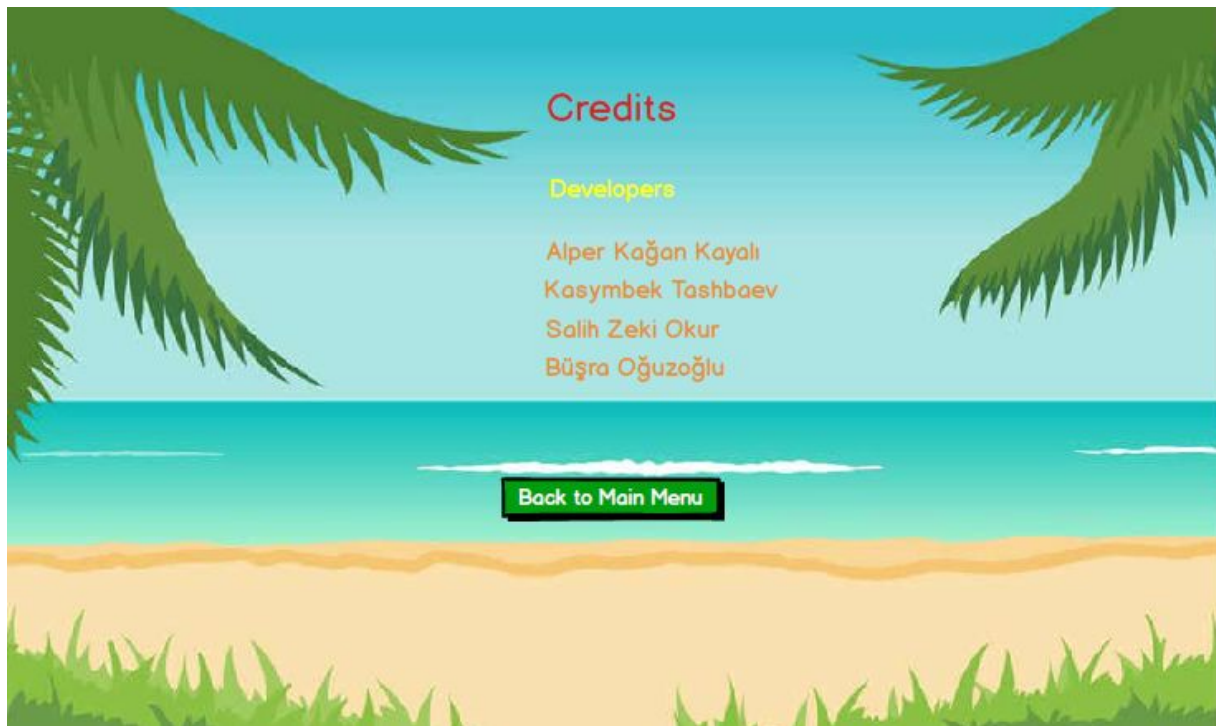 Credits
Developers
Alper Kağan Kayalı
Kasymbek Tashbaev
Salih Zeki Okur
Büşra Oğuzoğlu
Back to Main Menu